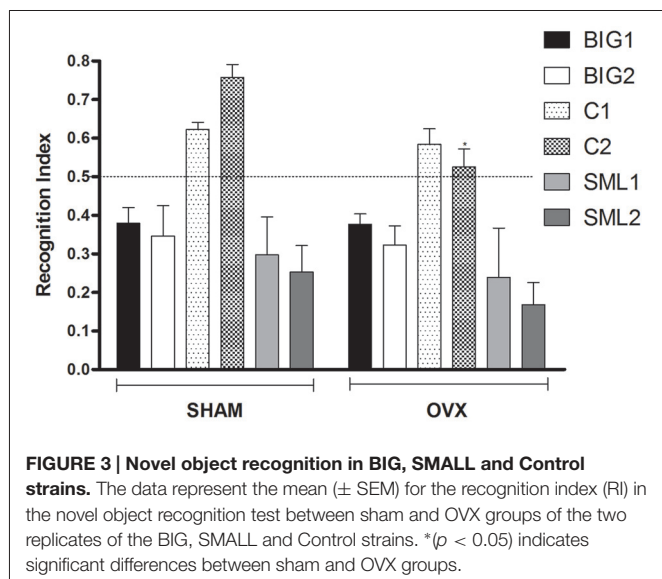 0.8
0.7
0.6
0.5
0.4
0.3
0.2
0.1
0.0
Recognition Index
*
SHAM
OVX
BIG1
BIG2
C1
C2
SML1
SML2
FIGURE 3 | Novel object recognition in BIG, SMALL and Control
strains. The data represent the mean (± SEM) for the recognition index (RI) in
the novel object recognition test between sham and OVX groups of the two
replicates of the BIG, SMALL and Control strains. *(p < 0.05) indicates
significant differences between sham and OVX groups.